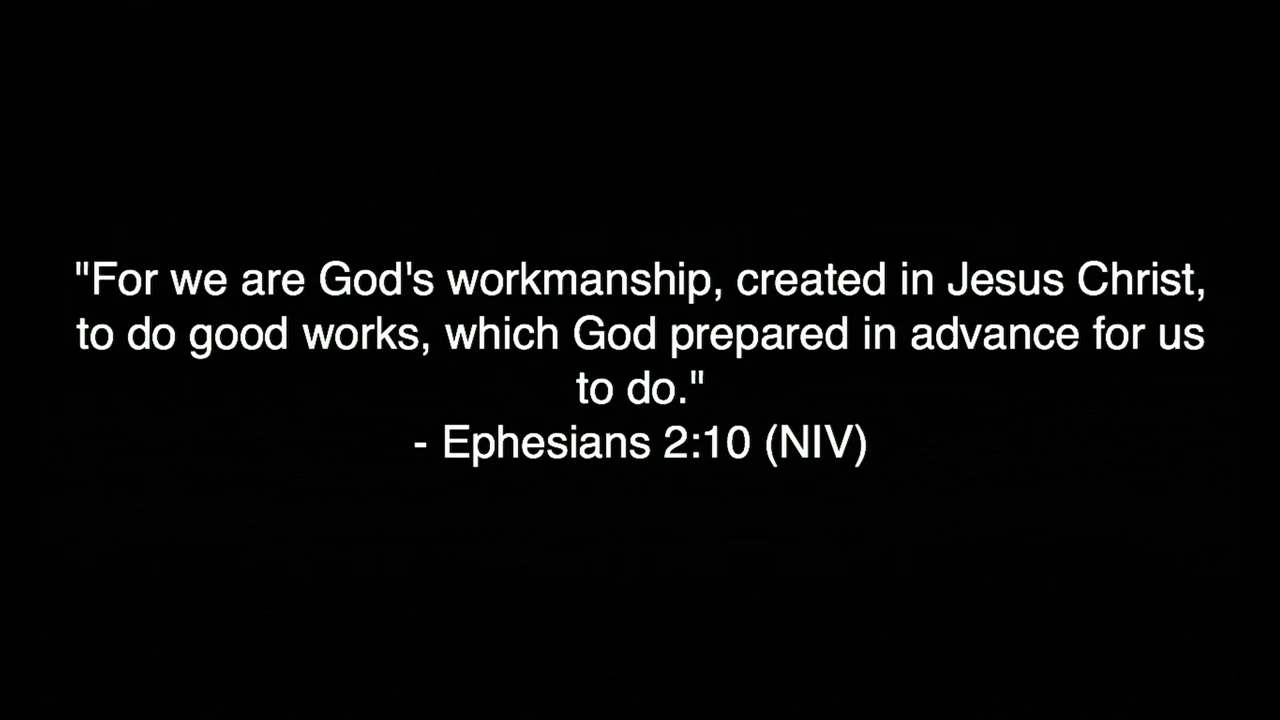 "For we are God's workmanship, created in Jesus Christ,
to do good works, which God prepared in advance for us
to do."
- Ephesians 2:10 (NIV)